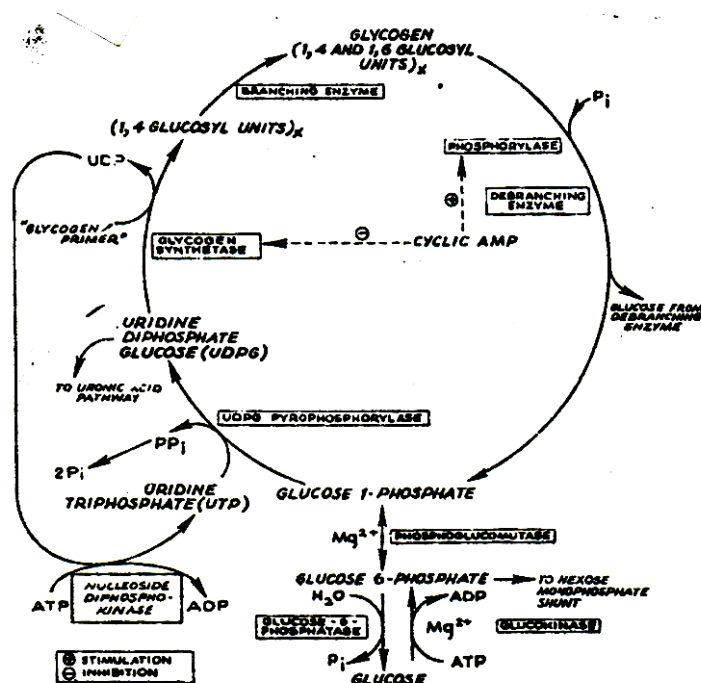 GLYCOGEN
(1,4 AND 1,6 GLUCOSYL
UNITS)x
BRANCHING ENZYME
(1,4 GLUCOSYL UNITS)x
Pi
PHOSPHORYLASE
UDP
⊕
DEBRANCHING
ENZYME
"GLYCOGEN
PRIMER"
GLYCOGEN
SYNTHETASE
⊖
CYCLIC AMP
GLUCOSE FROM
DEBRANCHING
ENZYME
URIDINE
DIPHOSPHATE
GLUCOSE (UDPG)
TO URONIC ACID
PATHWAY
UDPG PYROPHOSPHORYLASE
PPi
2Pi
URIDINE
TRIPHOSPHATE (UTP)
GLUCOSE 1-PHOSPHATE
Mg2+
PHOSPHOGLUCOMUTASE
GLUCOSE 6-PHOSPHATE
TO HEXOSE
MONOPHOSPHATE
SHUNT
ATP
NUCLEOSIDE
DIPHOSPHO-
KINASE
ADP
H2O
GLUCOSE-6-
PHOSPHATASE
Pi
ADP
Mg2+
GLUCOKINASE
ATP
GLUCOSE
⊕ STIMULATION
⊖ INHIBITION